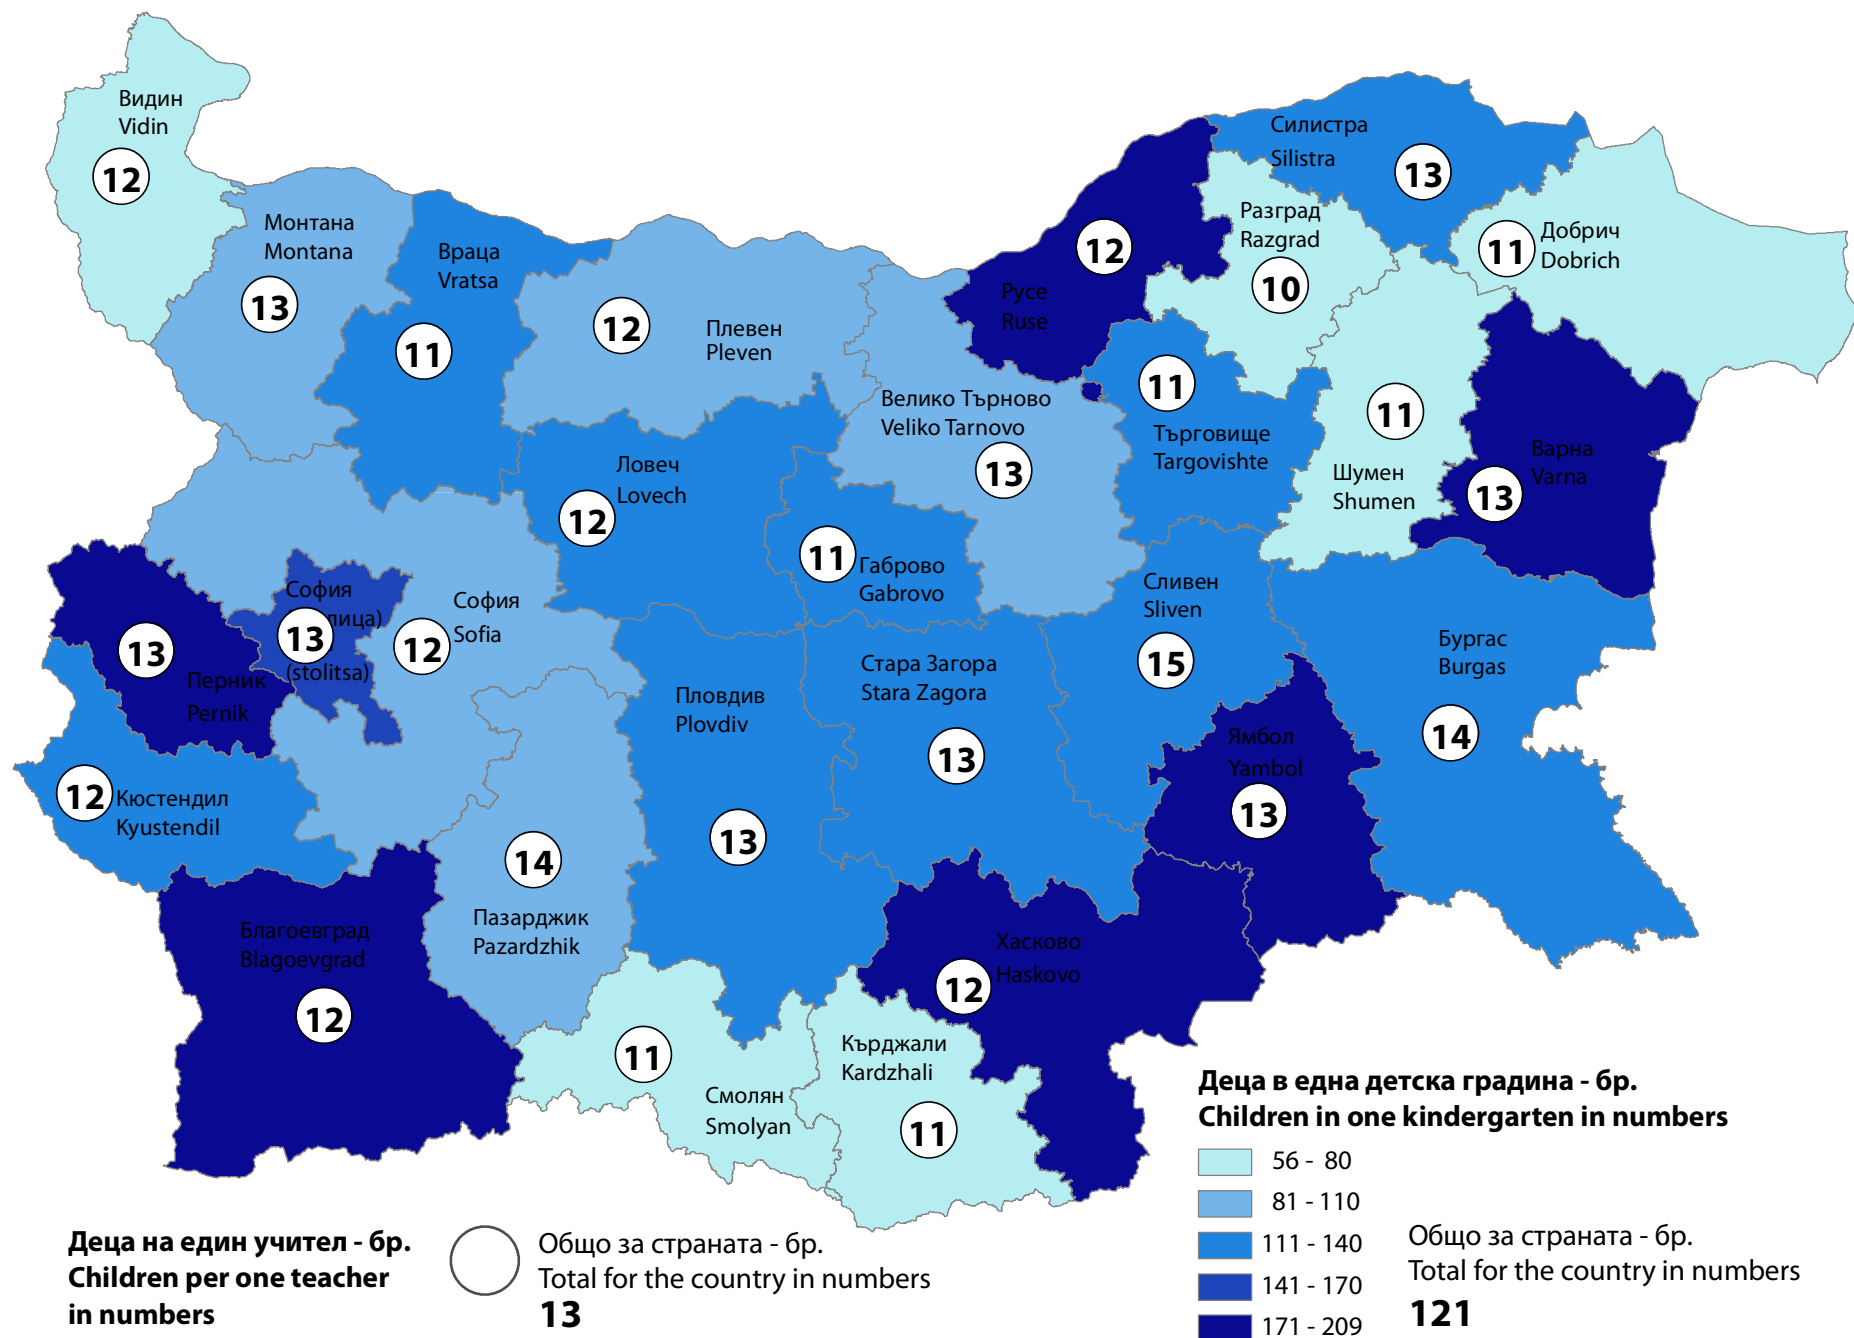 Видин
Vidin
12
Монтана
Montana
13
Враца
Vratsa
11
12
Плевен
Pleven
Велико Търново
Veliko Tarnovo
13
Русе
Ruse
12
Силистра
Silistra
13
Разград
Razgrad
10
11
Добрич
Dobrich
11
Търговище
Targovishte
11
Шумен
Shumen
Варна
Varna
13
Ловеч
Lovech
12
11
Габрово
Gabrovo
София
(stolitsa)
13
София
Sofia
12
13
Перник
Pernik
12
Кюстендил
Kyustendil
Благоевград
Blagoevgrad
12
14
Пазарджик
Pazardzhik
Пловдив
Plovdiv
13
Стара Загора
Stara Zagora
13
Сливен
Sliven
15
Ямбол
Yambol
13
Бургас
Burgas
14
Хасково
Haskovo
12
11
Смолян
Smolyan
Кърджали
Kardzhali
11
Деца на един учител - бр.
Children per one teacher
in numbers
Общо за страната - бр.
Total for the country in numbers
13
Деца в една детска градина - бр.
Children in one kindergarten in numbers
56 - 80
81 - 110
111 - 140
141 - 170
171 - 209
Общо за страната - бр.
Total for the country in numbers
121